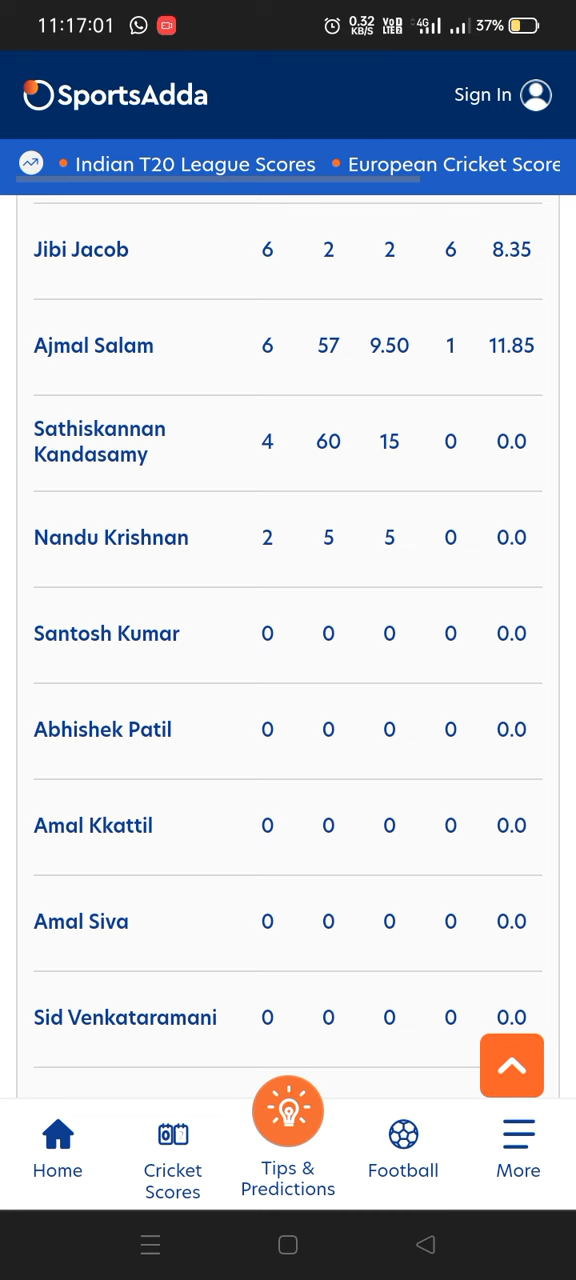 11:17:01 0.32 KB/S VoD LTE2 4G 37%
SportsAdda Sign In
Indian T20 League Scores European Cricket Score
Jibi Jacob 6 2 2 6 8.35
Ajmal Salam 6 57 9.50 1 11.85
Sathiskannan
Kandasamy 4 60 15 0 0.0
Nandu Krishnan 2 5 5 0 0.0
Santosh Kumar 0 0 0 0 0.0
Abhishek Patil 0 0 0 0 0.0
Amal Kkattil 0 0 0 0 0.0
Amal Siva 0 0 0 0 0.0
Sid Venkataramani 0 0 0 0 0.0
Home
Cricket
Scores
Tips &
Predictions
Football
More